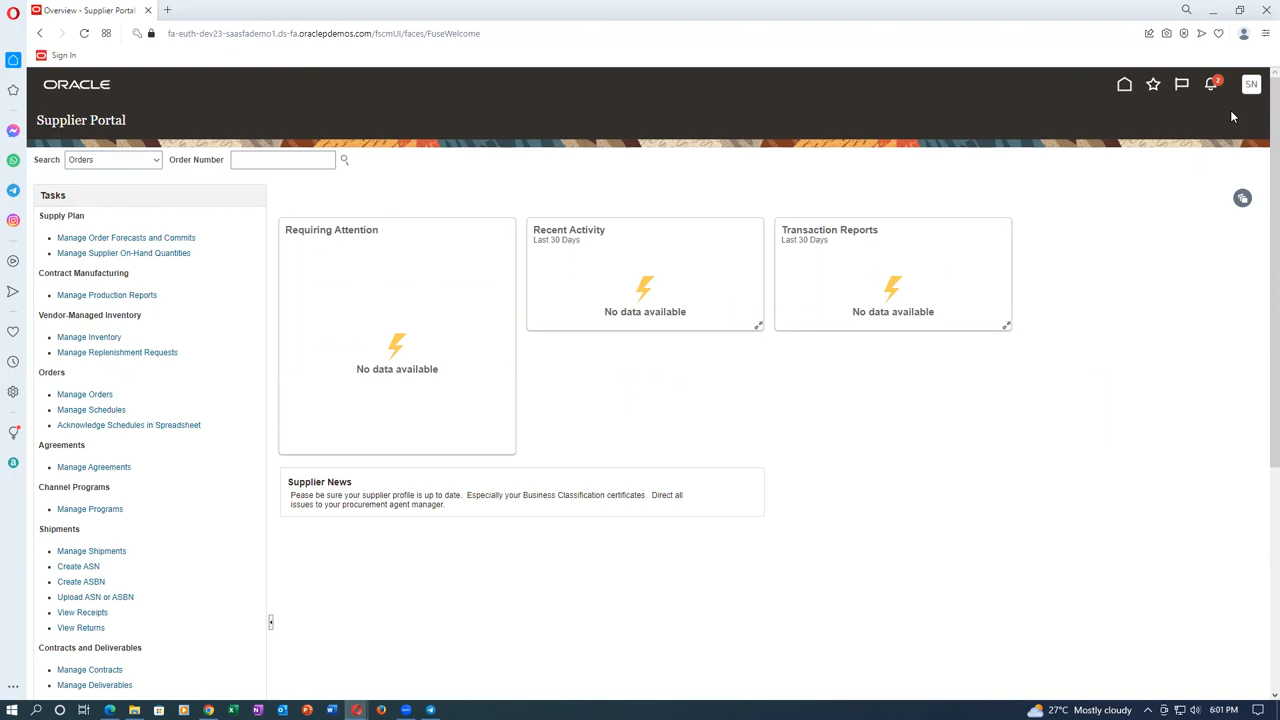 Overview - Supplier Portal
fa-euth-dev23-saasfademo1.ds-fa.oraclepdemos.com/fscmUI/faces/FuseWelcome
Sign In
ORACLE
2
SN
Supplier Portal
Search Orders Order Number
Tasks
Supply Plan
Manage Order Forecasts and Commits
Manage Supplier On-Hand Quantities
Contract Manufacturing
Manage Production Reports
Vendor-Managed Inventory
Manage Inventory
Manage Replenishment Requests
Orders
Manage Orders
Manage Schedules
Acknowledge Schedules in Spreadsheet
Agreements
Manage Agreements
Channel Programs
Manage Programs
Shipments
Manage Shipments
Create ASN
Create ASBN
Upload ASN or ASBN
View Receipts
View Returns
Contracts and Deliverables
Manage Contracts
Manage Deliverables
Requiring Attention
No data available
Recent Activity
Last 30 Days
No data available
Transaction Reports
Last 30 Days
No data available
Supplier News
Pease be sure your supplier profile is up to date. Especially your Business Classification certificates. Direct all
issues to your procurement agent manager.
27°C Mostly cloudy
6:01 PM